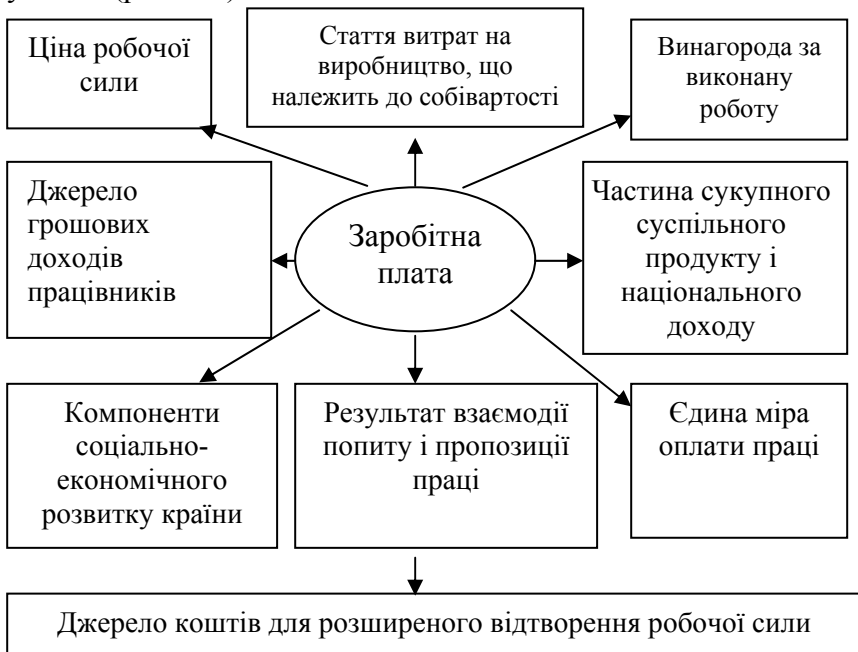 Ціна робочої
сили
Стаття витрат на
виробництво, що
належить до собівартості
Винагорода за
виконану
роботу
Джерело
грошових
доходів
працівників
Заробітна
плата
Частина сукупного
суспільного
продукту і
національного
доходу
Компоненти
соціально-
економічного
розвитку країни
Результат взаємодії
попиту і пропозиції
праці
Єдина міра
оплати праці
Джерело коштів для розширеного відтворення робочої сили